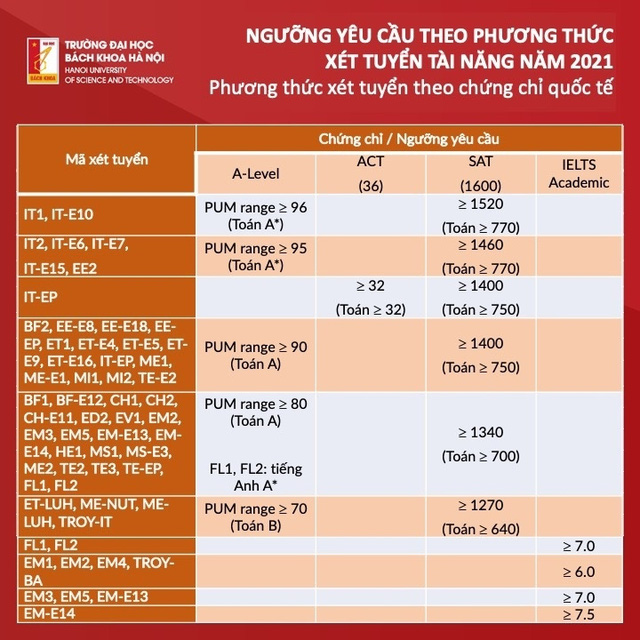 ĐẠI HỌC
BÁCH KHOA
TRƯỜNG ĐẠI HỌC
BÁCH KHOA HÀ NỘI
HANOI UNIVERSITY
OF SCIENCE AND TECHNOLOGY
NGƯỠNG YÊU CẦU THEO PHƯƠNG THỨC
XÉT TUYỂN TÀI NĂNG NĂM 2021
Phương thức xét tuyển theo chứng chỉ quốc tế
Mã xét tuyển
Chứng chỉ / Ngưỡng yêu cầu
A-Level
ACT
(36)
SAT
(1600)
IELTS
Academic
IT1, IT-E10
PUM range ≥ 96
(Toán A*)
≥ 1520
(Toán ≥ 770)
IT2, IT-E6, IT-E7,
IT-E15, EE2
PUM range ≥ 95
(Toán A*)
≥ 1460
(Toán ≥ 770)
IT-EP
≥ 32
(Toán ≥ 32)
≥ 1400
(Toán ≥ 750)
BF2, EE-E8, EE-E18, EE-
EP, ET1, ET-E4, ET-E5, ET-
E9, ET-E16, IT-EP, ME1,
ME-E1, MI1, MI2, TE-E2
PUM range ≥ 90
(Toán A)
≥ 1400
(Toán ≥ 750)
BF1, BF-E12, CH1, CH2,
CH-E11, ED2, EV1, EM2,
EM3, EM5, EM-E13, EM-
E14, HE1, MS1, MS-E3,
ME2, TE2, TE3, TE-EP,
FL1, FL2
PUM range ≥ 80
(Toán A)
FL1, FL2: tiếng
Anh A*
≥ 1340
(Toán ≥ 700)
ET-LUH, ME-NUT, ME-
LUH, TROY-IT
PUM range ≥ 70
(Toán B)
≥ 1270
(Toán ≥ 640)
FL1, FL2
≥ 7.0
EM1, EM2, EM4, TROY-
BA
≥ 6.0
EM3, EM5, EM-E13
≥ 7.0
EM-E14
≥ 7.5